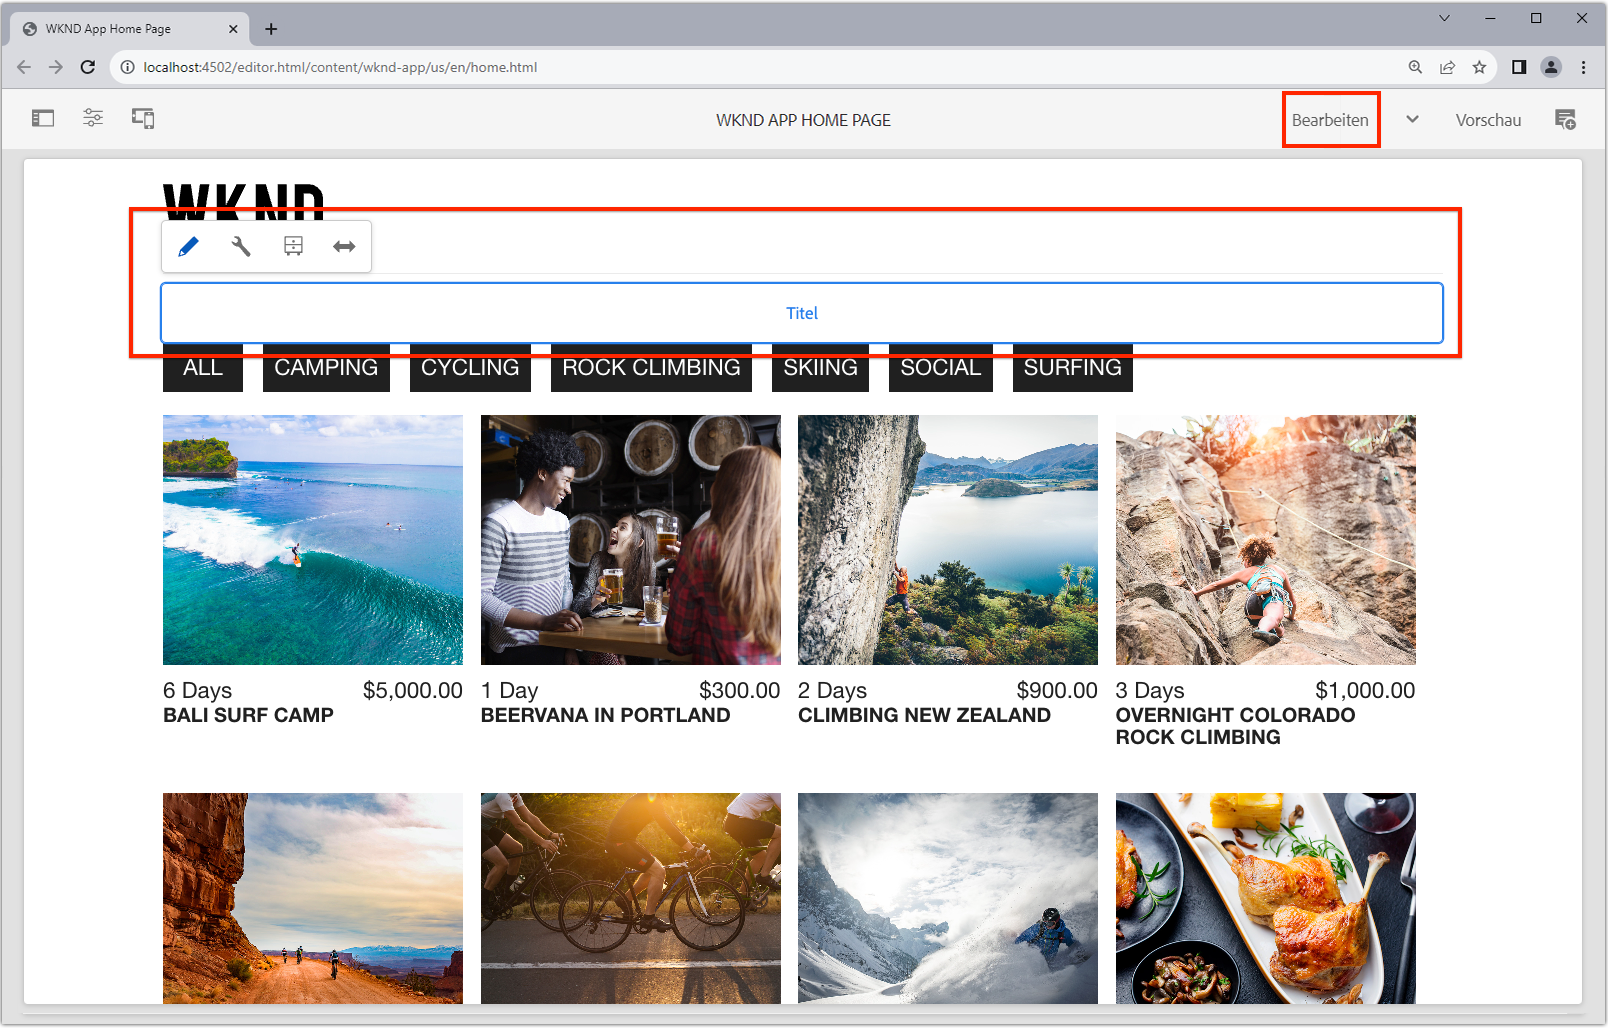 WKND App Home Page
localhost:4502/editor.html/content/wknd-app/us/en/home.html
WKND APP HOME PAGE
Bearbeiten
Vorschau
WKND
Titel
ALL CAMPING CYCLING ROCK CLIMBING SKIING SOCIAL SURFING
6 Days $5,000.00
BALI SURF CAMP
1 Day $300.00
BEERVANA IN PORTLAND
2 Days $900.00
CLIMBING NEW ZEALAND
3 Days $1,000.00
OVERNIGHT COLORADO
ROCK CLIMBING